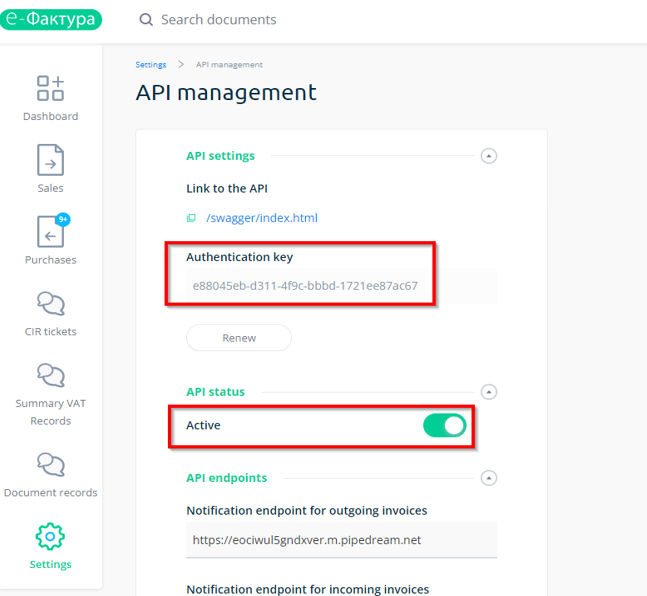 е-Фактура
Search documents
Settings > API management
API management
Dashboard
Sales
9+
Purchases
CIR tickets
Summary VAT
Records
Document records
Settings
API settings
Link to the API
/swagger/index.html
Authentication key
e88045eb-d311-4f9c-bbbd-1721ee87ac67
Renew
API status
Active
API endpoints
Notification endpoint for outgoing invoices
https://eociwul5gndxver.m.pipedream.net
Notification endpoint for incoming invoices